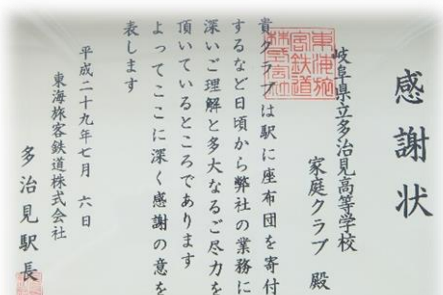 感謝状
岐阜県立多治見高等学校
家庭クラブ 殿
貴クラブは駅に座布団を寄付
するなど日頃から弊社の業務に
深いご理解と多大なるご尽力を
頂いているところであります
よってここに深く感謝の意を
表します
平成二十九年七月 六日
東海旅客鉄道株式会社
多治見駅長